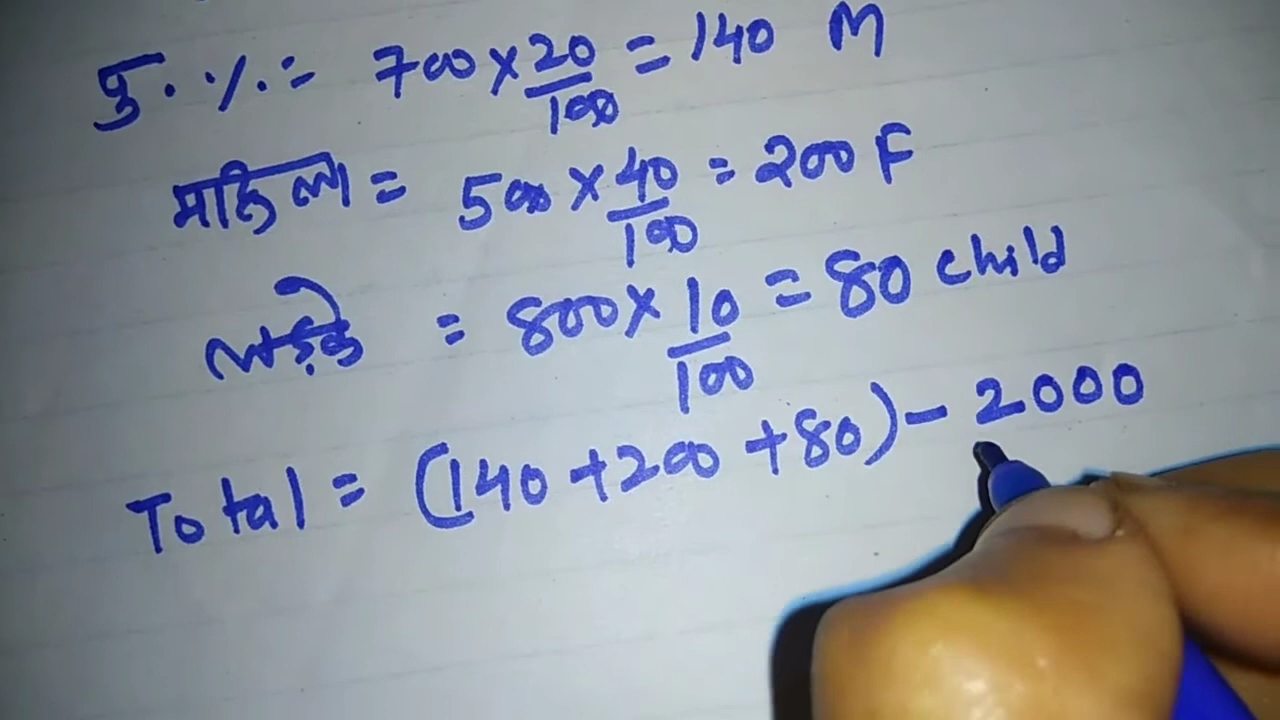 पु. %. = 700 × 20/100 = 140 M
महिला = 500 × 40/100 = 200 F
लड़के = 800 × 10/100 = 80 child
Total = (140 + 200 + 80) - 2000